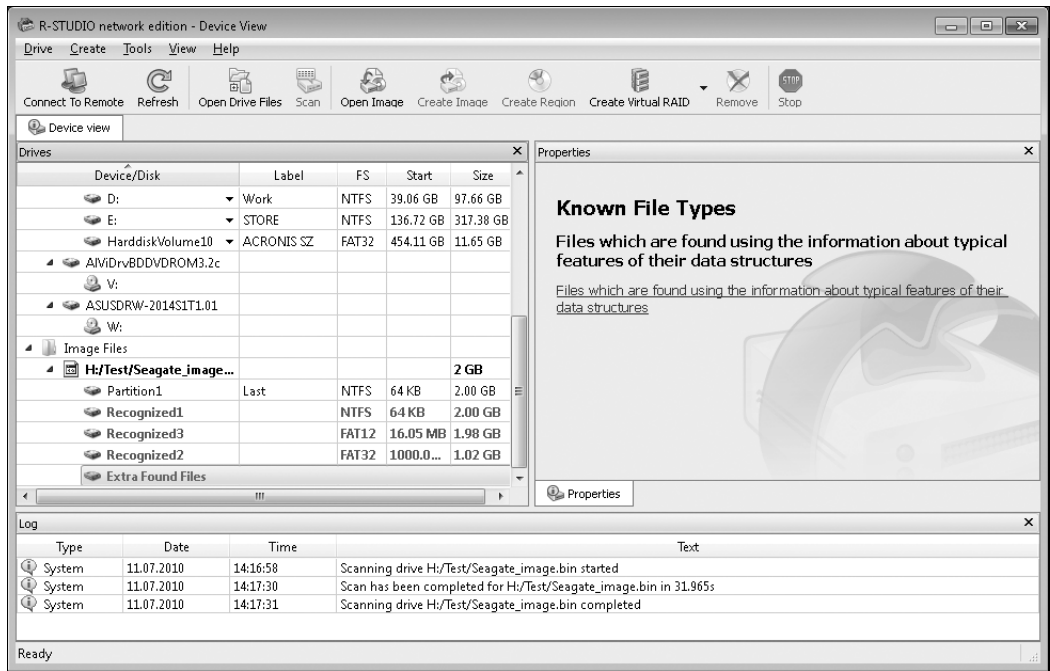 R-STUDIO network edition - Device View
Drive Create Tools View Help
Connect To Remote Refresh Open Drive Files Scan Open Image Create Image Create Region Create Virtual RAID Remove Stop
Device view
Drives
Device/Disk Label FS Start Size
D: Work NTFS 39.06 GB 97.66 GB
E: STORE NTFS 136.72 GB 317.38 GB
HarddiskVolume10 ACRONIS SZ FAT32 454.11 GB 11.65 GB
AlViDrvBDDVDROM3.2c
V:
ASUSDRW-2014S1T1.01
W:
Image Files
H:/Test/Seagate_image... 2 GB
Partition1 Last NTFS 64 KB 2.00 GB
Recognized1 NTFS 64 KB 2.00 GB
Recognized3 FAT12 16.05 MB 1.98 GB
Recognized2 FAT32 1000.0... 1.02 GB
Extra Found Files
Properties
Known File Types
Files which are found using the information about typical
features of their data structures
Files which are found using the information about typical features of their
data structures
Properties
Log
Type Date Time Text
System 11.07.2010 14:16:58 Scanning drive H:/Test/Seagate_image.bin started
System 11.07.2010 14:17:30 Scan has been completed for H:/Test/Seagate_image.bin in 31.965s
System 11.07.2010 14:17:31 Scanning drive H:/Test/Seagate_image.bin completed
Ready